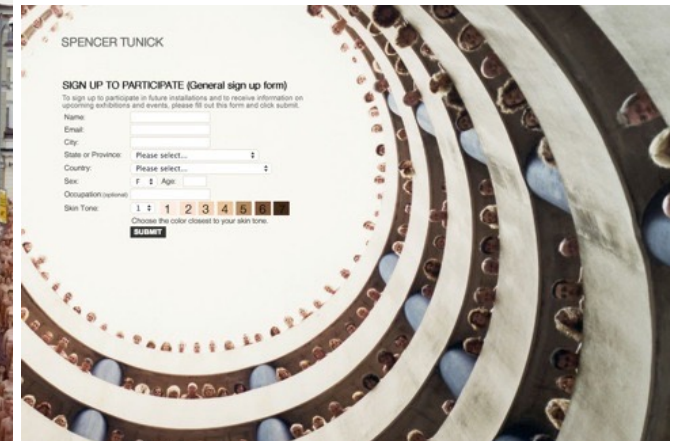 SPENCER TUNICK
SIGN UP TO PARTICIPATE (General sign up form)
To sign up to participate in future installations and to receive information on
upcoming exhibitions and events, please fill out this form and click submit.
Name:
Email:
City:
State or Province: Please select...
Country: Please select...
Sex: F Age:
Occupation (optional)
Skin Tone: 1 1 2 3 4 5 6 7
Choose the color closest to your skin tone.
SUBMIT